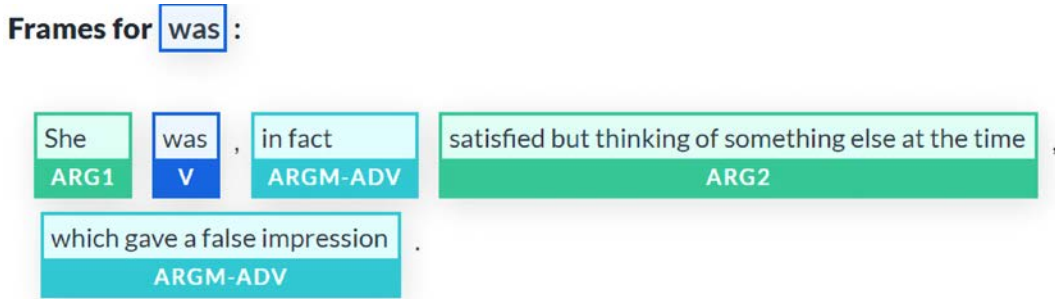 Frames for was :
She was , in fact satisfied but thinking of something else at the time ,
ARG1 V ARGM-ADV ARG2
which gave a false impression .
ARGM-ADV